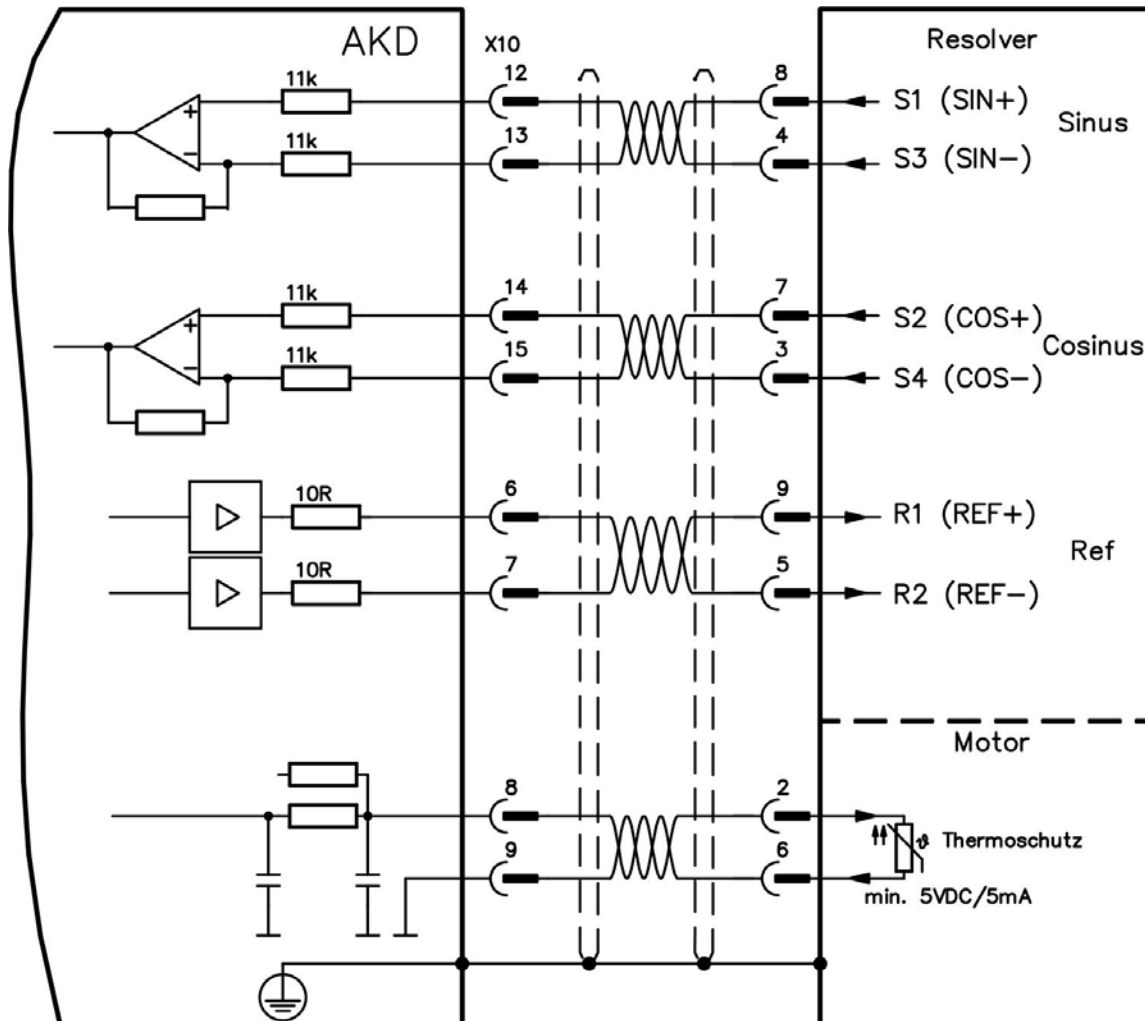 AKD X10 Resolver
11k 12 8 S1 (SIN+)
Sinus
11k 13 4 S3 (SIN-)
11k 14 7 S2 (COS+)
Cosinus
11k 15 3 S4 (COS-)
10R 6 9 R1 (REF+)
Ref
10R 7 5 R2 (REF-)
Motor
8 2
ϑ Thermoschutz
9 6
min. 5VDC/5mA